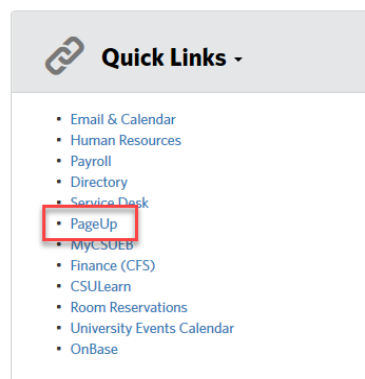 Quick Links
Email & Calendar
Human Resources
Payroll
Directory
Service Desk
PageUp
MyCSUEB
Finance (CFS)
CSULearn
Room Reservations
University Events Calendar
OnBase